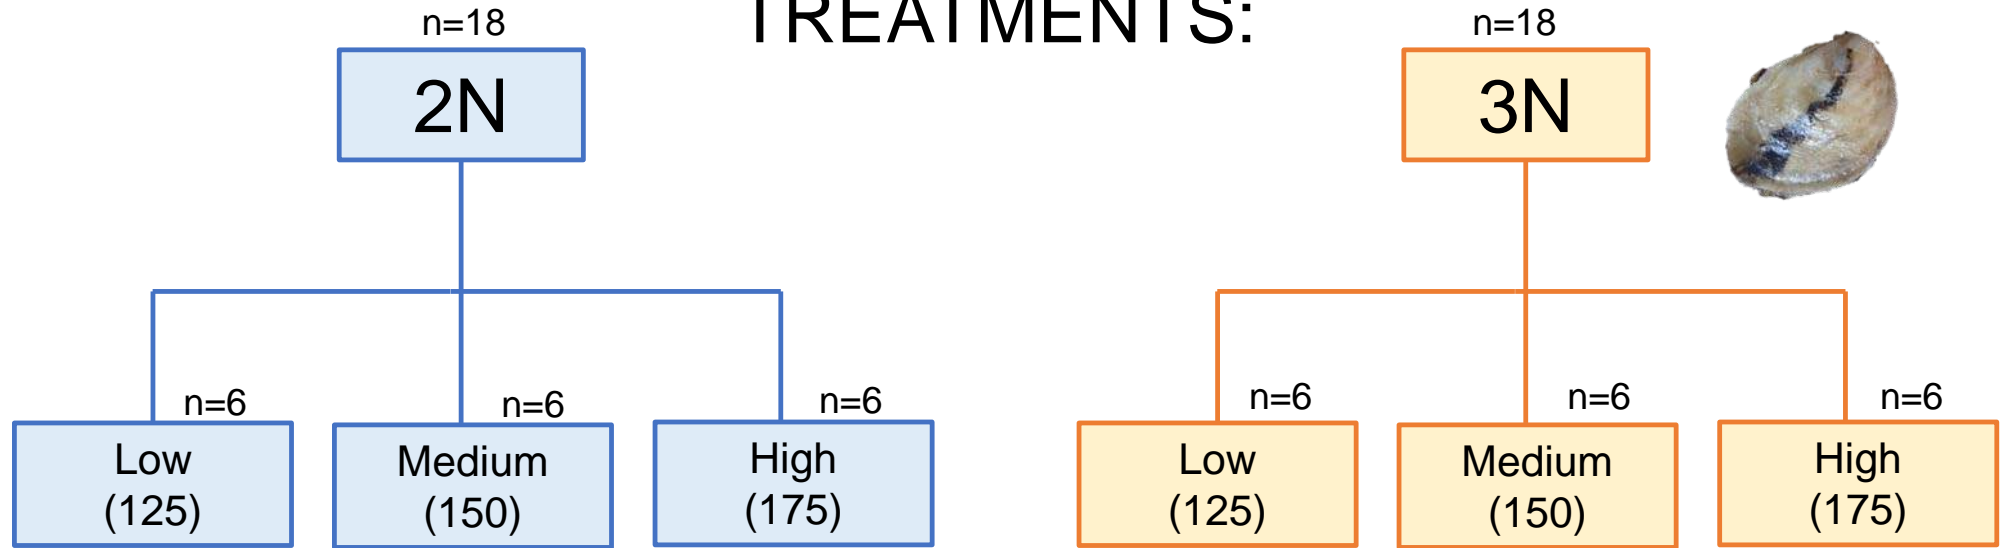 TREATMENTS:
n=18
2N
n=6
Low
(125)
n=6
Medium
(150)
n=6
High
(175)
n=18
3N
n=6
Low
(125)
n=6
Medium
(150)
n=6
High
(175)